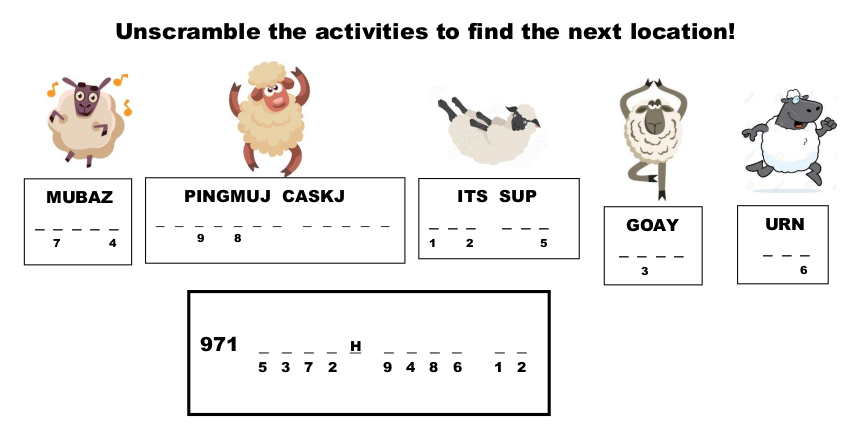 Unscramble the activities to find the next location!
MUBAZ
_ _ _ _ _
7 4
PINGMUJ CASKJ
_ _ _ _ _ _ _ _ _ _ _ _
9 8
ITS SUP
_ _ _ _ _ _
1 2 5
GOAY
_ _ _ _
3
URN
_ _ _
6
971 _ _ _ _ H _ _ _ _ _ _
5 3 7 2 9 4 8 6 1 2